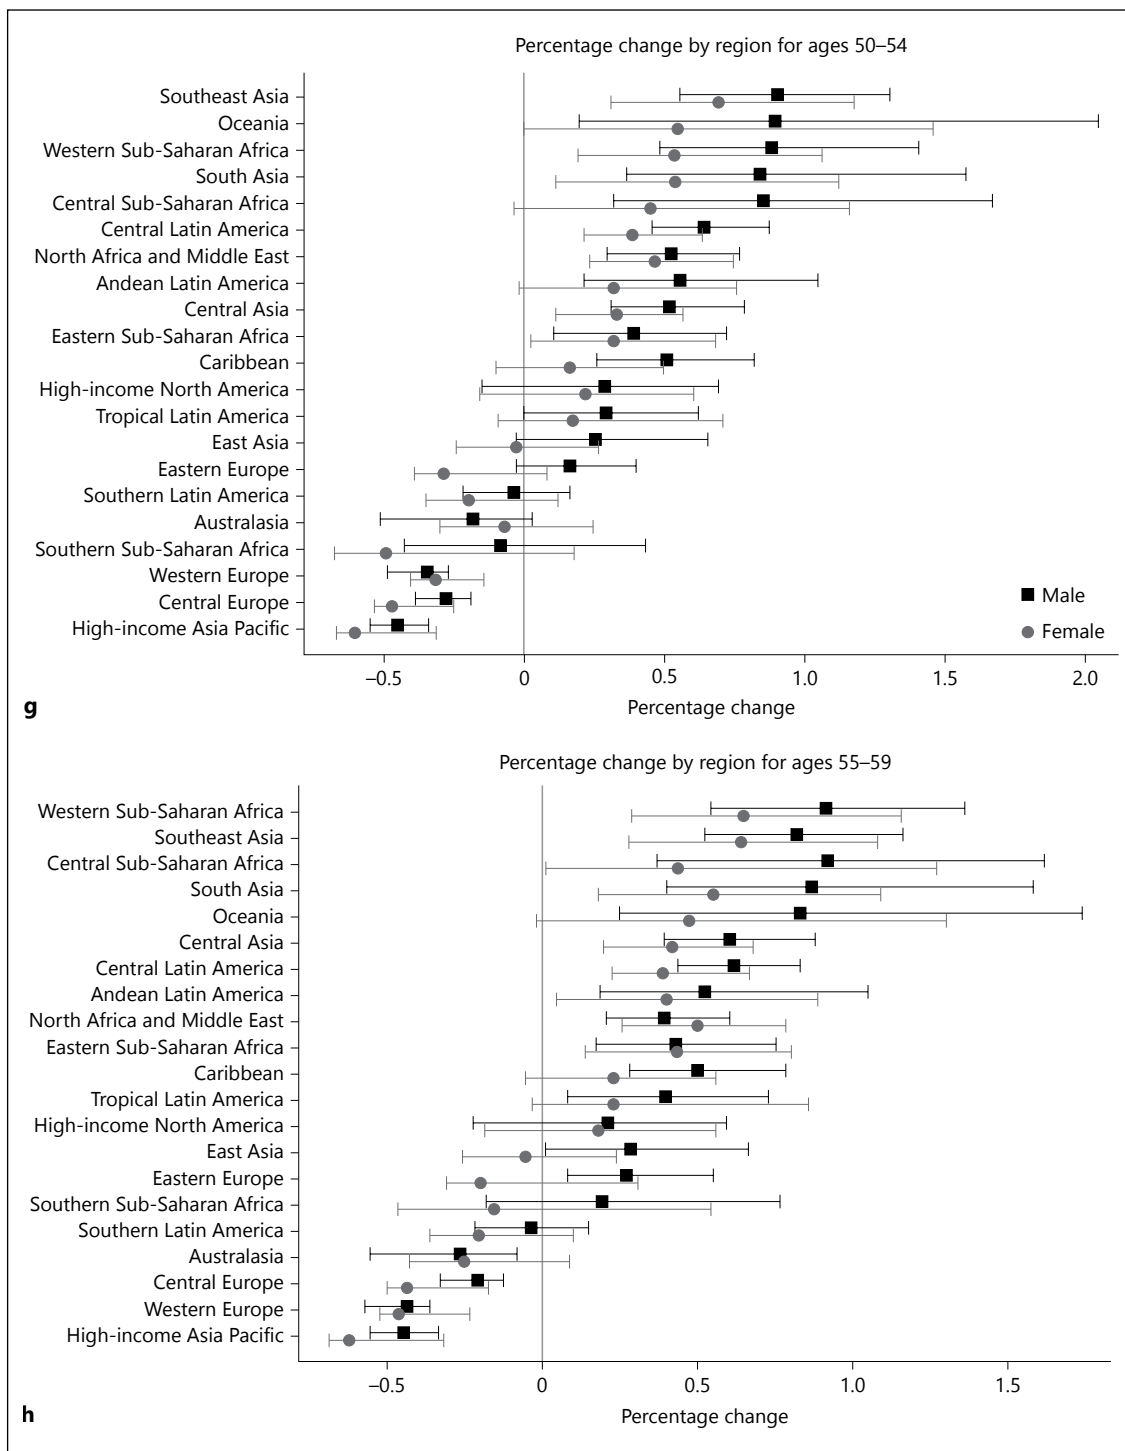 Percentage change by region for ages 50–54
Southeast Asia
Oceania
Western Sub-Saharan Africa
South Asia
Central Sub-Saharan Africa
Central Latin America
North Africa and Middle East
Andean Latin America
Central Asia
Eastern Sub-Saharan Africa
Caribbean
High-income North America
Tropical Latin America
East Asia
Eastern Europe
Southern Latin America
Australasia
Southern Sub-Saharan Africa
Western Europe
Central Europe
High-income Asia Pacific
Male
Female
–0.5 0 0.5 1.0 1.5 2.0
Percentage change
g
Percentage change by region for ages 55–59
Western Sub-Saharan Africa
Southeast Asia
Central Sub-Saharan Africa
South Asia
Oceania
Central Asia
Central Latin America
Andean Latin America
North Africa and Middle East
Eastern Sub-Saharan Africa
Caribbean
Tropical Latin America
High-income North America
East Asia
Eastern Europe
Southern Sub-Saharan Africa
Southern Latin America
Australasia
Central Europe
Western Europe
High-income Asia Pacific
–0.5 0 0.5 1.0 1.5
Percentage change
h